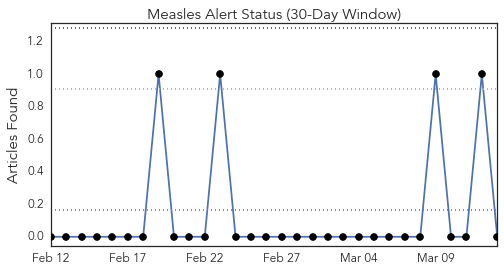 Measles Alert Status (30-Day Window)
Articles Found
1.2
1.0
0.8
0.6
0.4
0.2
0.0
Feb 12 Feb 17 Feb 22 Feb 27 Mar 04 Mar 09